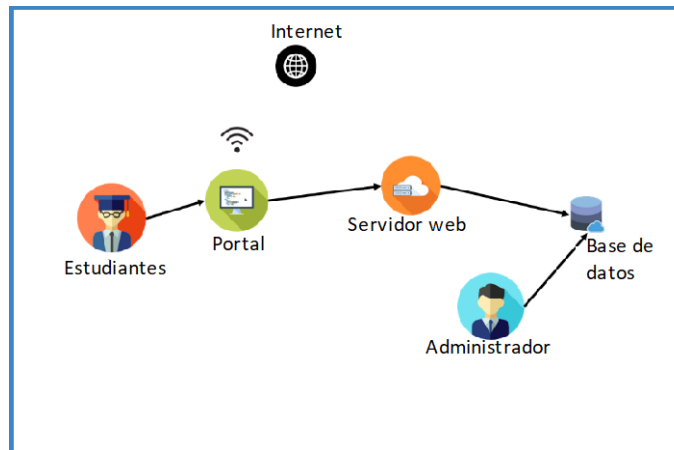 Internet
Estudiantes
Portal
Servidor web
Base de
datos
Administrador